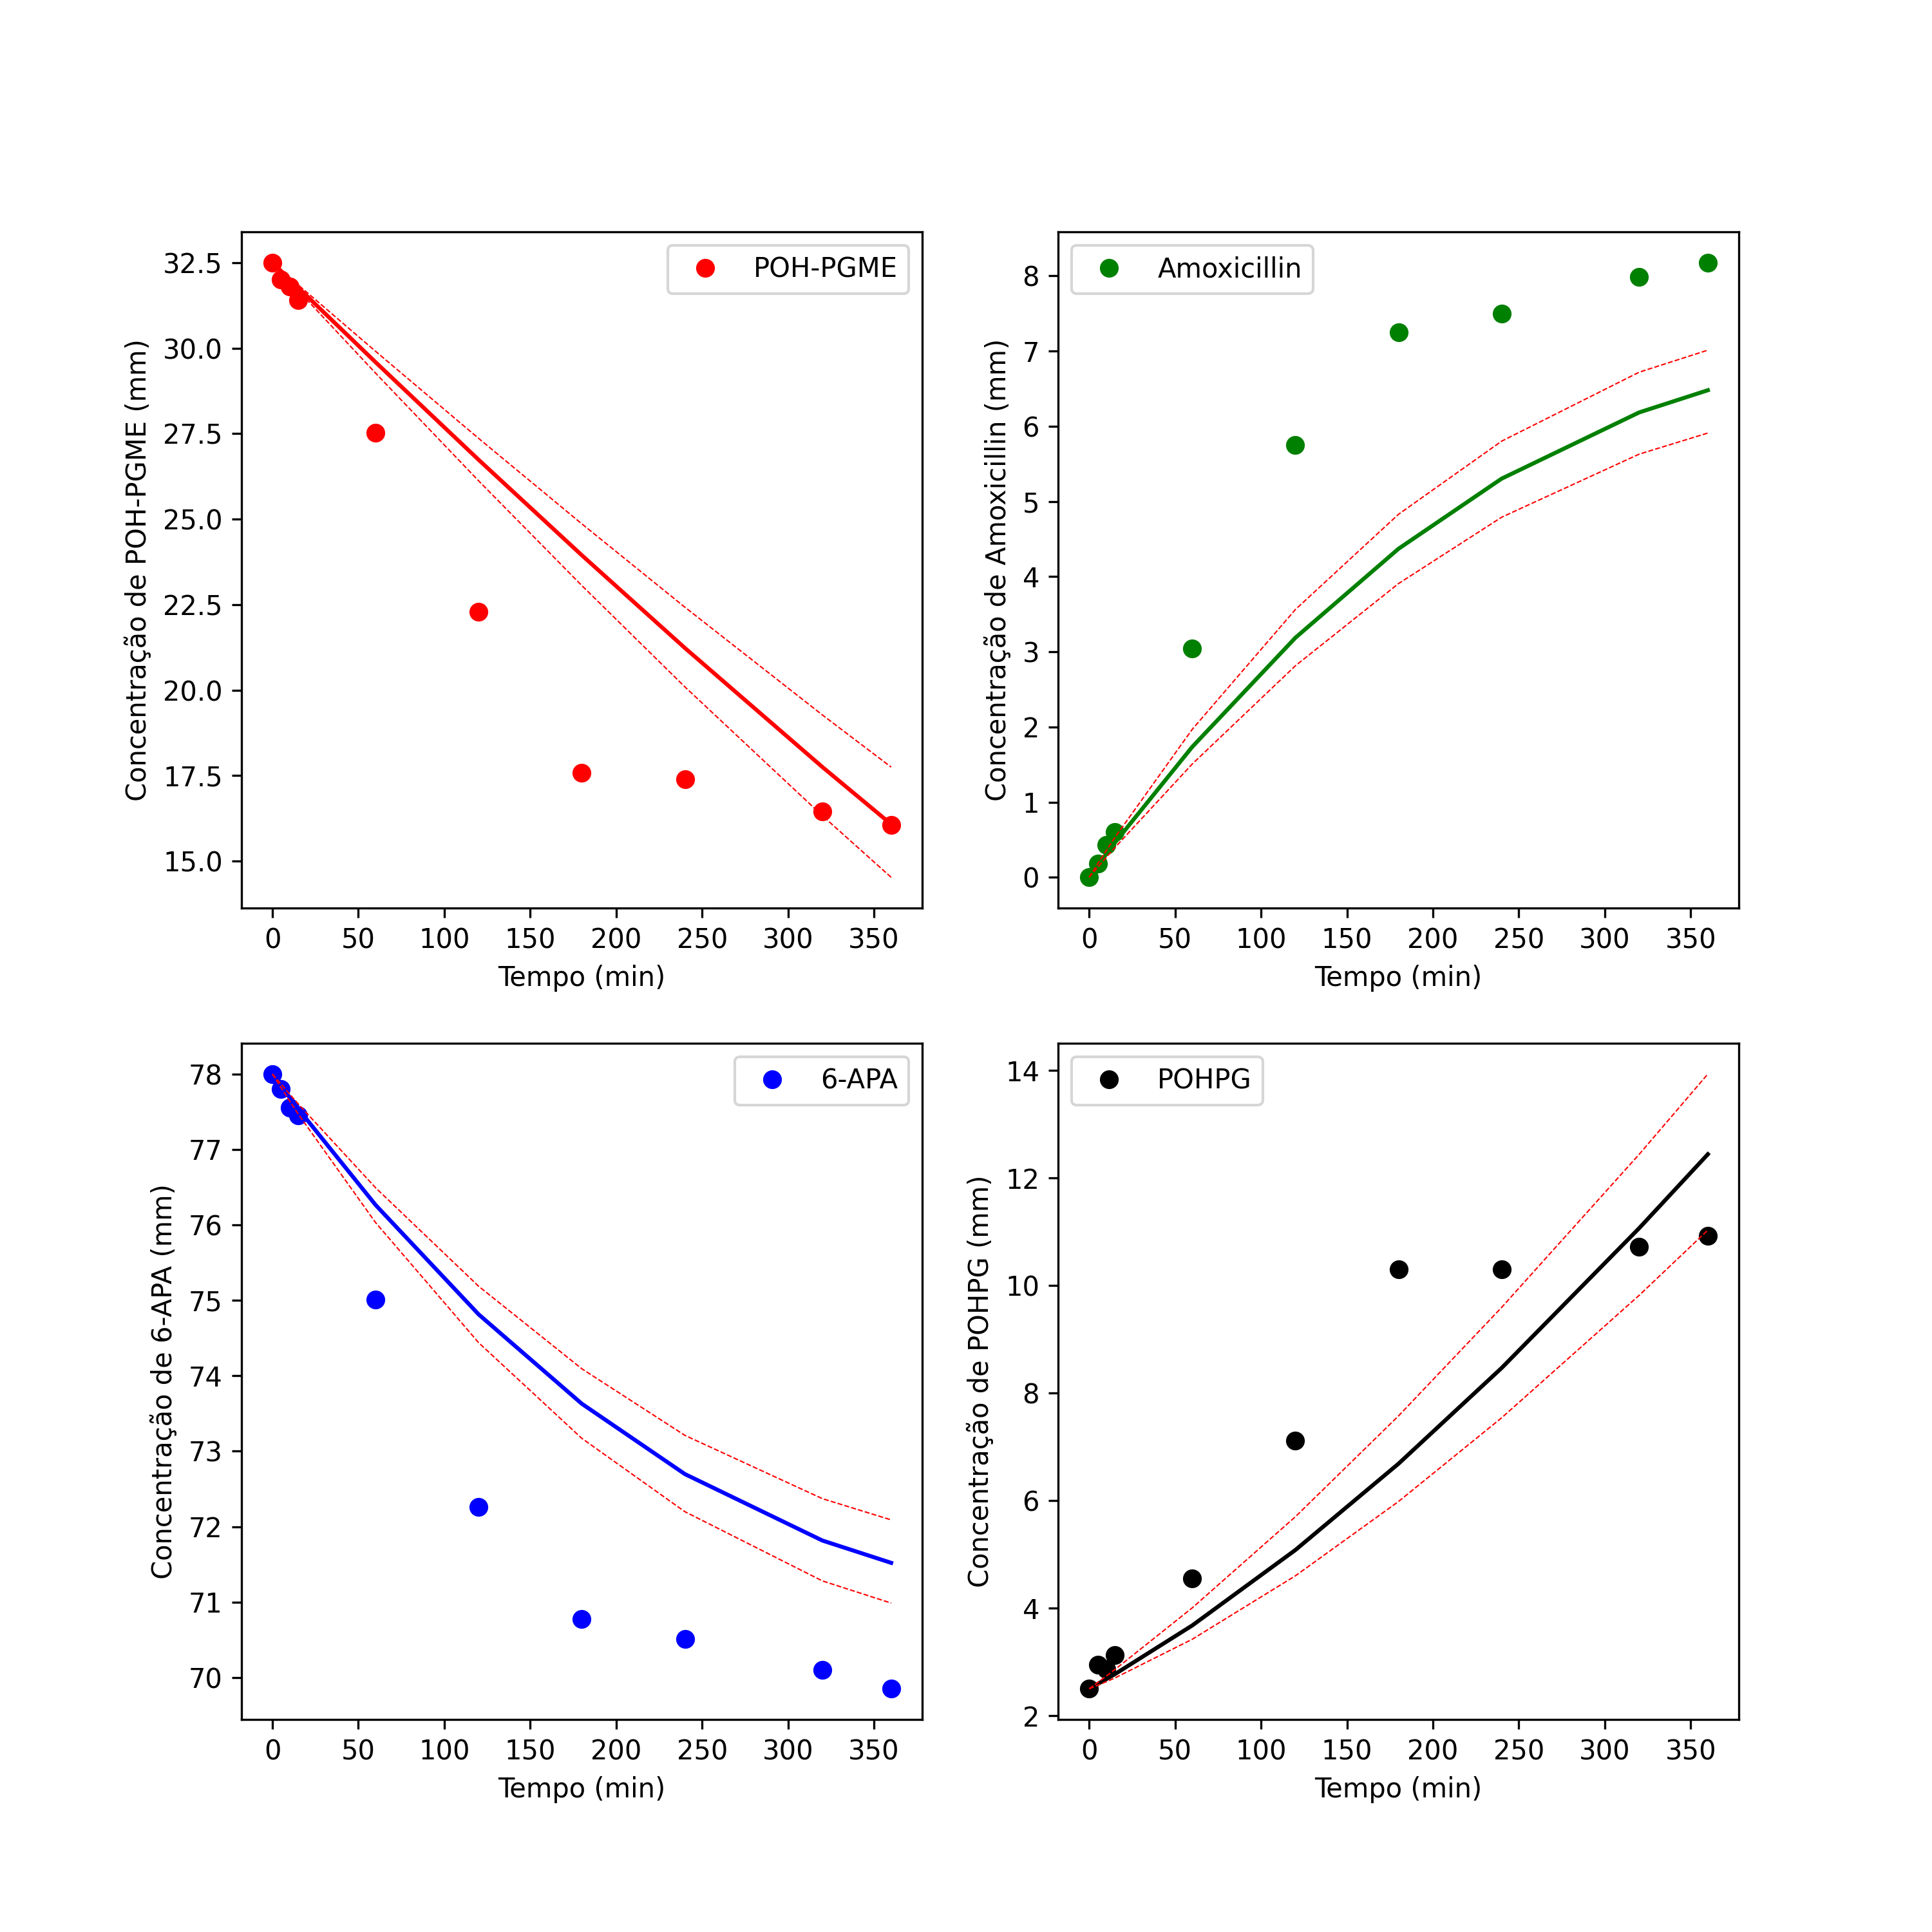 POH-PGME
Concentração de POH-PGME (mm)
32.5
30.0
27.5
25.0
22.5
20.0
17.5
15.0
0 50 100 150 200 250 300 350
Tempo (min)
Amoxicillin
Concentração de Amoxicillin (mm)
8
7
6
5
4
3
2
1
0
0 50 100 150 200 250 300 350
Tempo (min)
6-APA
Concentração de 6-APA (mm)
78
77
76
75
74
73
72
71
70
0 50 100 150 200 250 300 350
Tempo (min)
POHPG
Concentração de POHPG (mm)
14
12
10
8
6
4
2
0 50 100 150 200 250 300 350
Tempo (min)